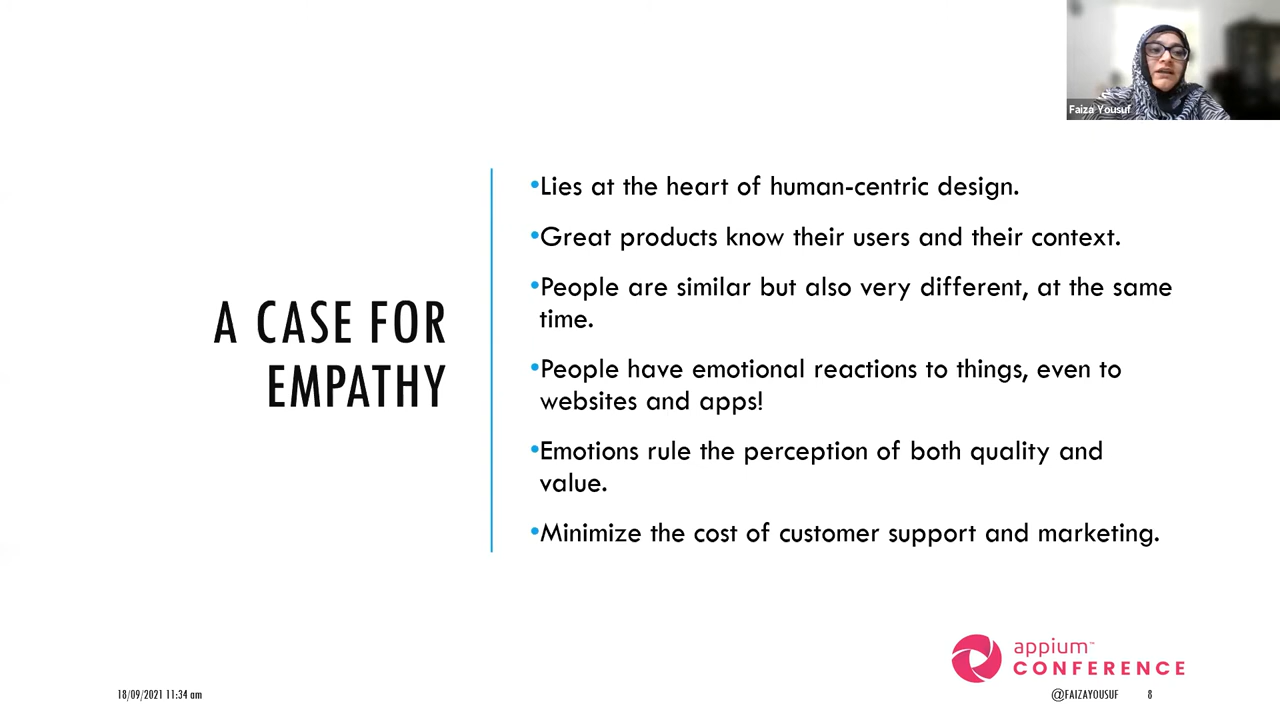 Faiza Yousuf
A CASE FOR
EMPATHY
•Lies at the heart of human-centric design.
•Great products know their users and their context.
•People are similar but also very different, at the same
time.
•People have emotional reactions to things, even to
websites and apps!
•Emotions rule the perception of both quality and
value.
•Minimize the cost of customer support and marketing.
appium™
CONFERENCE
18/09/2021 11:34 am
@FAIZAYOUSUF
8